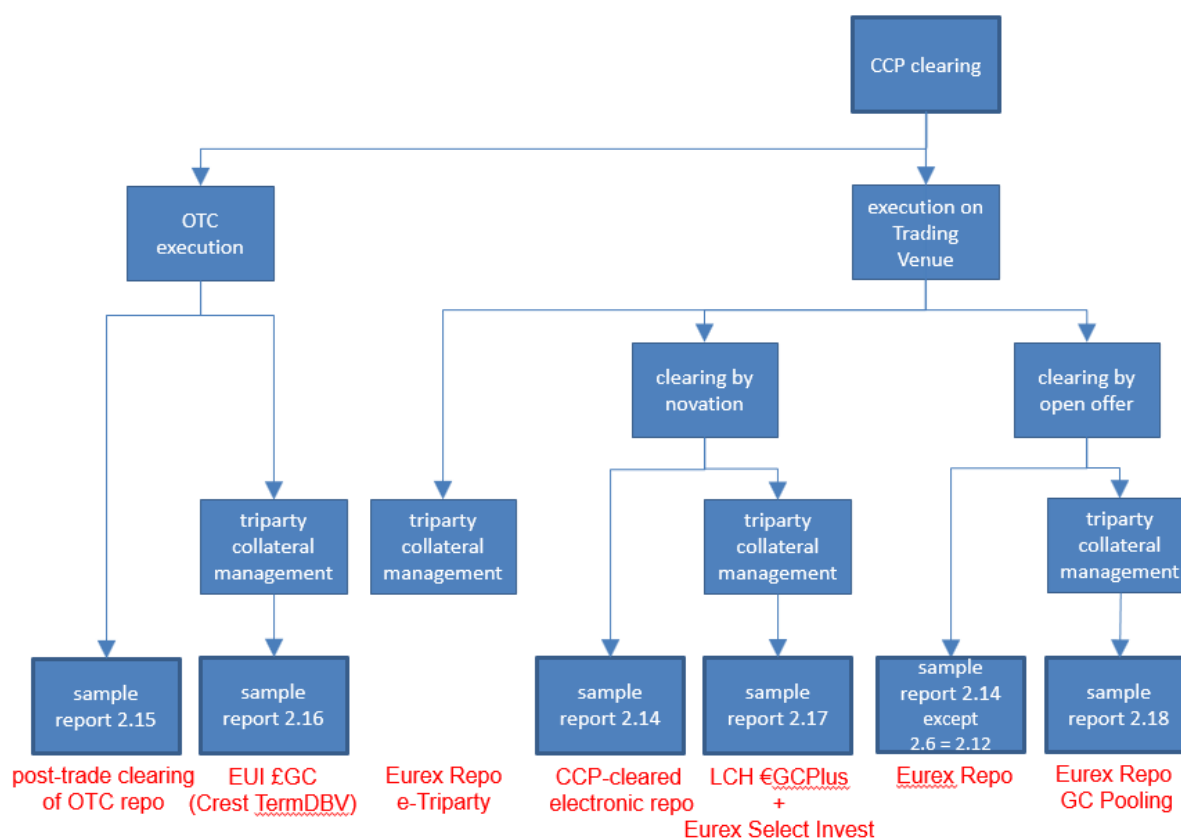 CCP clearing
OTC
execution
execution on
Trading
Venue
clearing by
novation
clearing by
open offer
triparty
collateral
management
triparty
collateral
management
triparty
collateral
management
triparty
collateral
management
sample
report 2.15
sample
report 2.16
sample
report 2.14
sample
report 2.17
sample
report 2.14
except
2.6 = 2.12
sample
report 2.18
post-trade clearing
of OTC repo
EUI £GC
(Crest TermDBV)
Eurex Repo
e-Triparty
CCP-cleared
electronic repo
LCH €GCPlus
+
Eurex Select Invest
Eurex Repo
Eurex Repo
GC Pooling